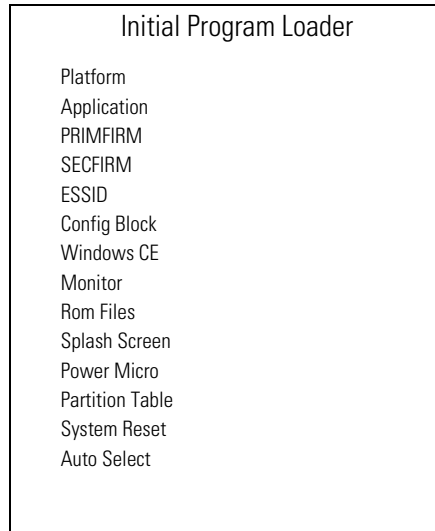 Initial Program Loader
Platform
Application
PRIMFIRM
SECFIRM
ESSID
Config Block
Windows CE
Monitor
Rom Files
Splash Screen
Power Micro
Partition Table
System Reset
Auto Select